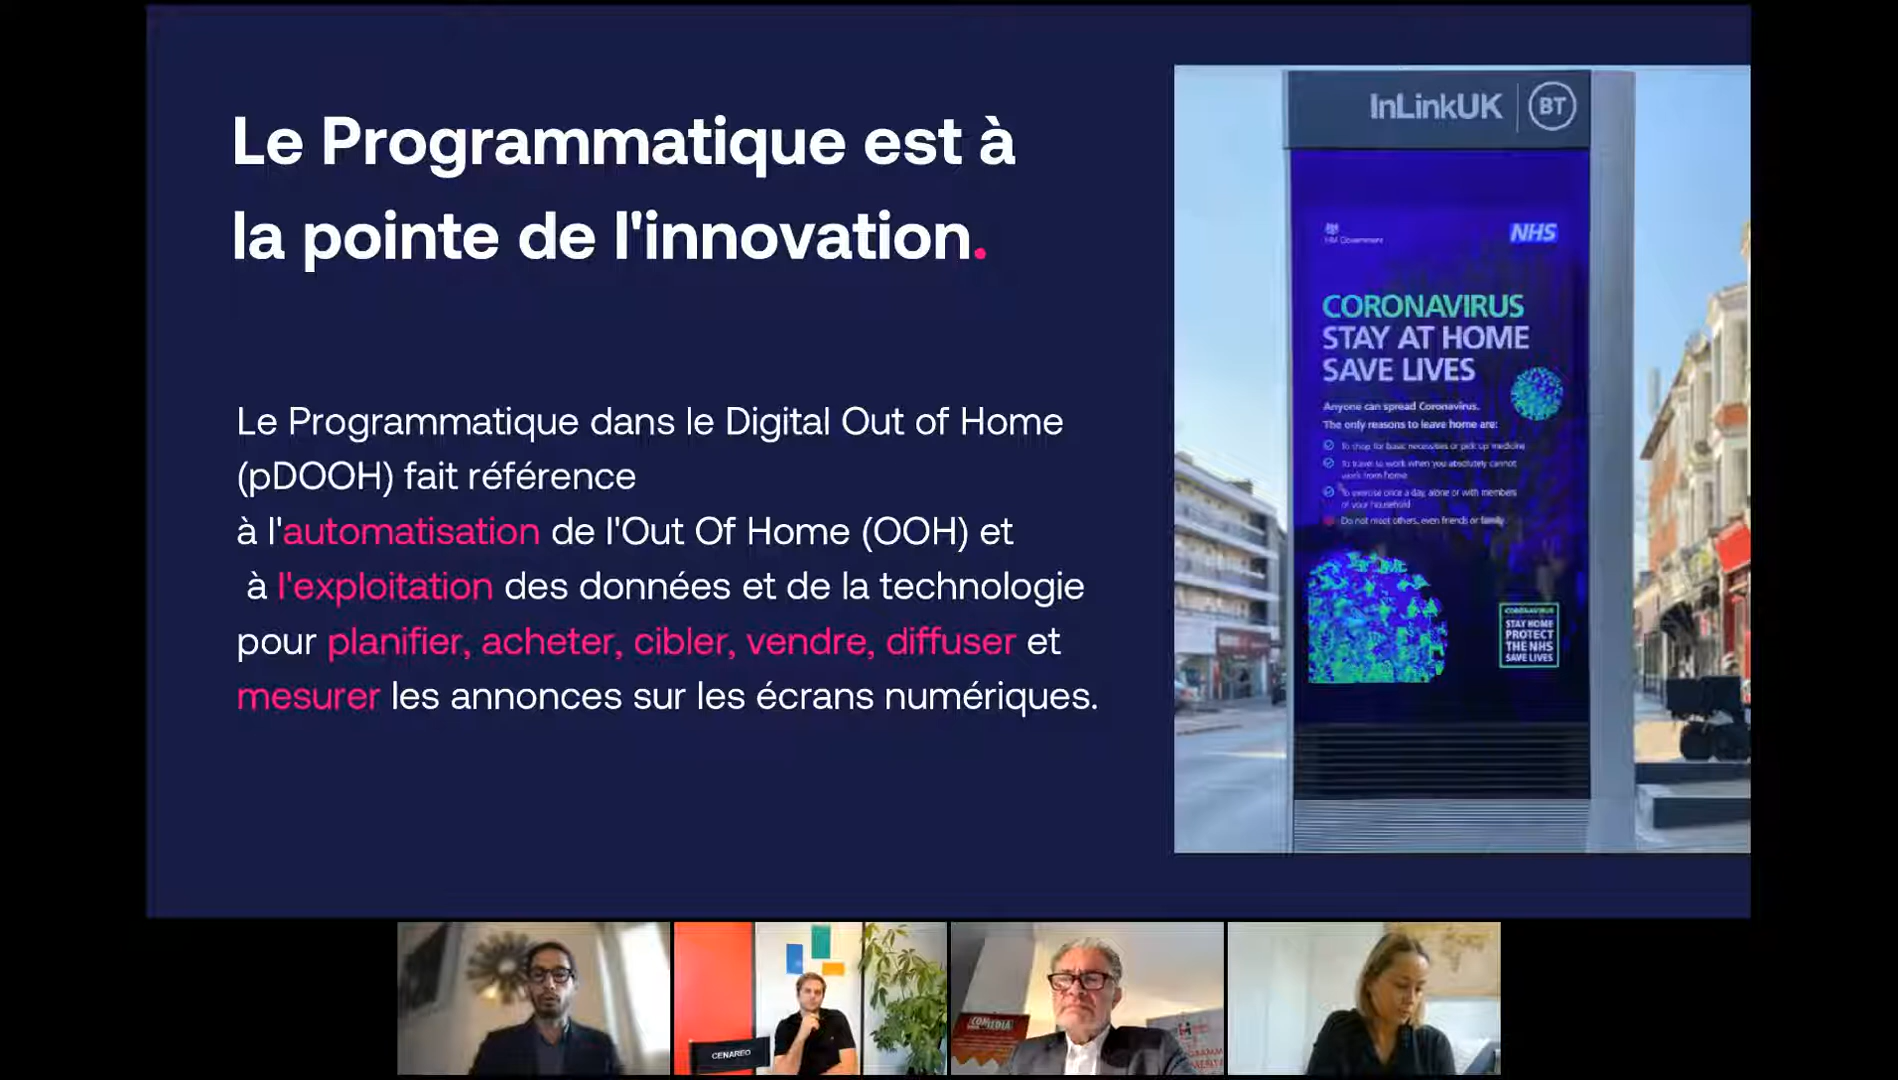 Le Programmatique est à
la pointe de l'innovation.
Le Programmatique dans le Digital Out of Home
(pDOOH) fait référence
à l'automatisation de l'Out Of Home (OOH) et
à l'exploitation des données et de la technologie
pour planifier, acheter, cibler, vendre, diffuser et
mesurer les annonces sur les écrans numériques.
InLinkUK BT
HM Government
NHS
CORONAVIRUS
STAY AT HOME
SAVE LIVES
Anyone can spread Coronavirus.
The only reasons to leave home are:
To shop for basic necessities or pick up medicine
To travel to work when you absolutely cannot
work from home
To exercise once a day, alone or with members
of your household
Do not meet others, even friends or family.
CORONAVIRUS
STAY HOME
PROTECT
THE NHS
SAVE LIVES
CENAREO